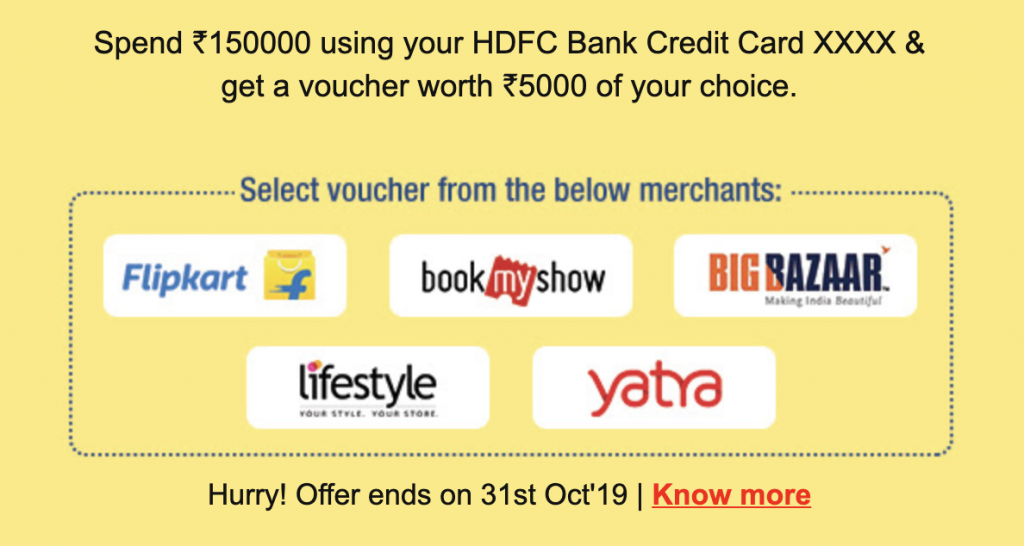 Spend ₹150000 using your HDFC Bank Credit Card XXXX &
get a voucher worth ₹5000 of your choice.
Select voucher from the below merchants:
Flipkart
bookmyshow
BIG BAZAAR
Making India Beautiful
lifestyle
YOUR STYLE. YOUR STORE.
yatra
Hurry! Offer ends on 31st Oct'19 | Know more